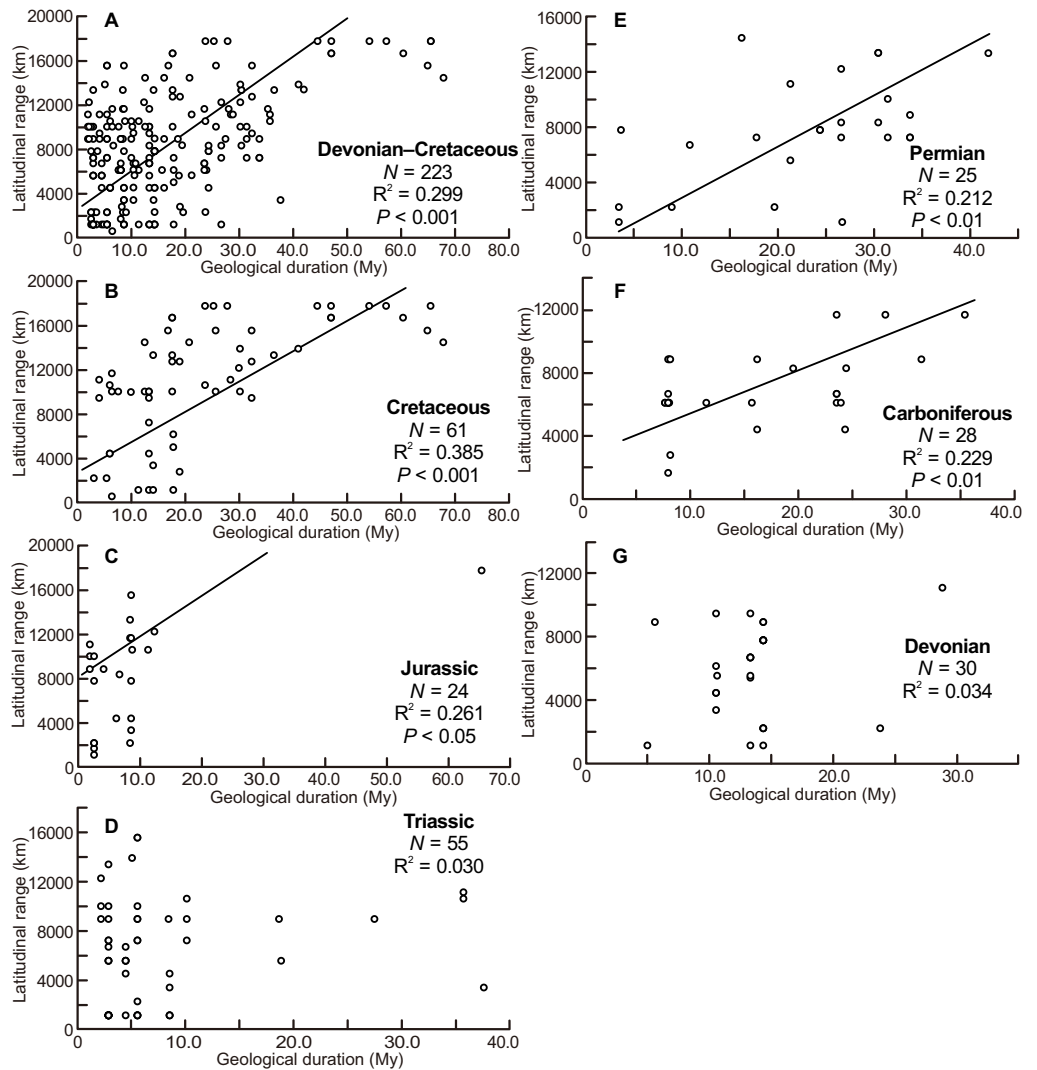 A
20000
16000
12000
8000
4000
0
Latitudinal range (km)
Devonian–Cretaceous
N = 223
R² = 0.299
P < 0.001
0 10.0 20.0 30.0 40.0 50.0 60.0 70.0 80.0
Geological duration (My)
B
20000
16000
12000
8000
4000
0
Latitudinal range (km)
Cretaceous
N = 61
R² = 0.385
P < 0.001
0 10.0 20.0 30.0 40.0 50.0 60.0 70.0 80.0
Geological duration (My)
C
20000
16000
12000
8000
4000
0
Latitudinal range (km)
Jurassic
N = 24
R² = 0.261
P < 0.05
0 10.0 20.0 30.0 40.0 50.0 60.0 70.0
Geological duration (My)
D
16000
12000
8000
4000
0
Latitudinal range (km)
Triassic
N = 55
R² = 0.030
0 10.0 20.0 30.0 40.0
Geological duration (My)
E
16000
12000
8000
4000
0
Latitudinal range (km)
Permian
N = 25
R² = 0.212
P < 0.01
0 10.0 20.0 30.0 40.0
Geological duration (My)
F
12000
8000
4000
0
Latitudinal range (km)
Carboniferous
N = 28
R² = 0.229
P < 0.01
0 10.0 20.0 30.0 40.0
Geological duration (My)
G
12000
8000
4000
0
Latitudinal range (km)
Devonian
N = 30
R² = 0.034
0 10.0 20.0 30.0
Geological duration (My)